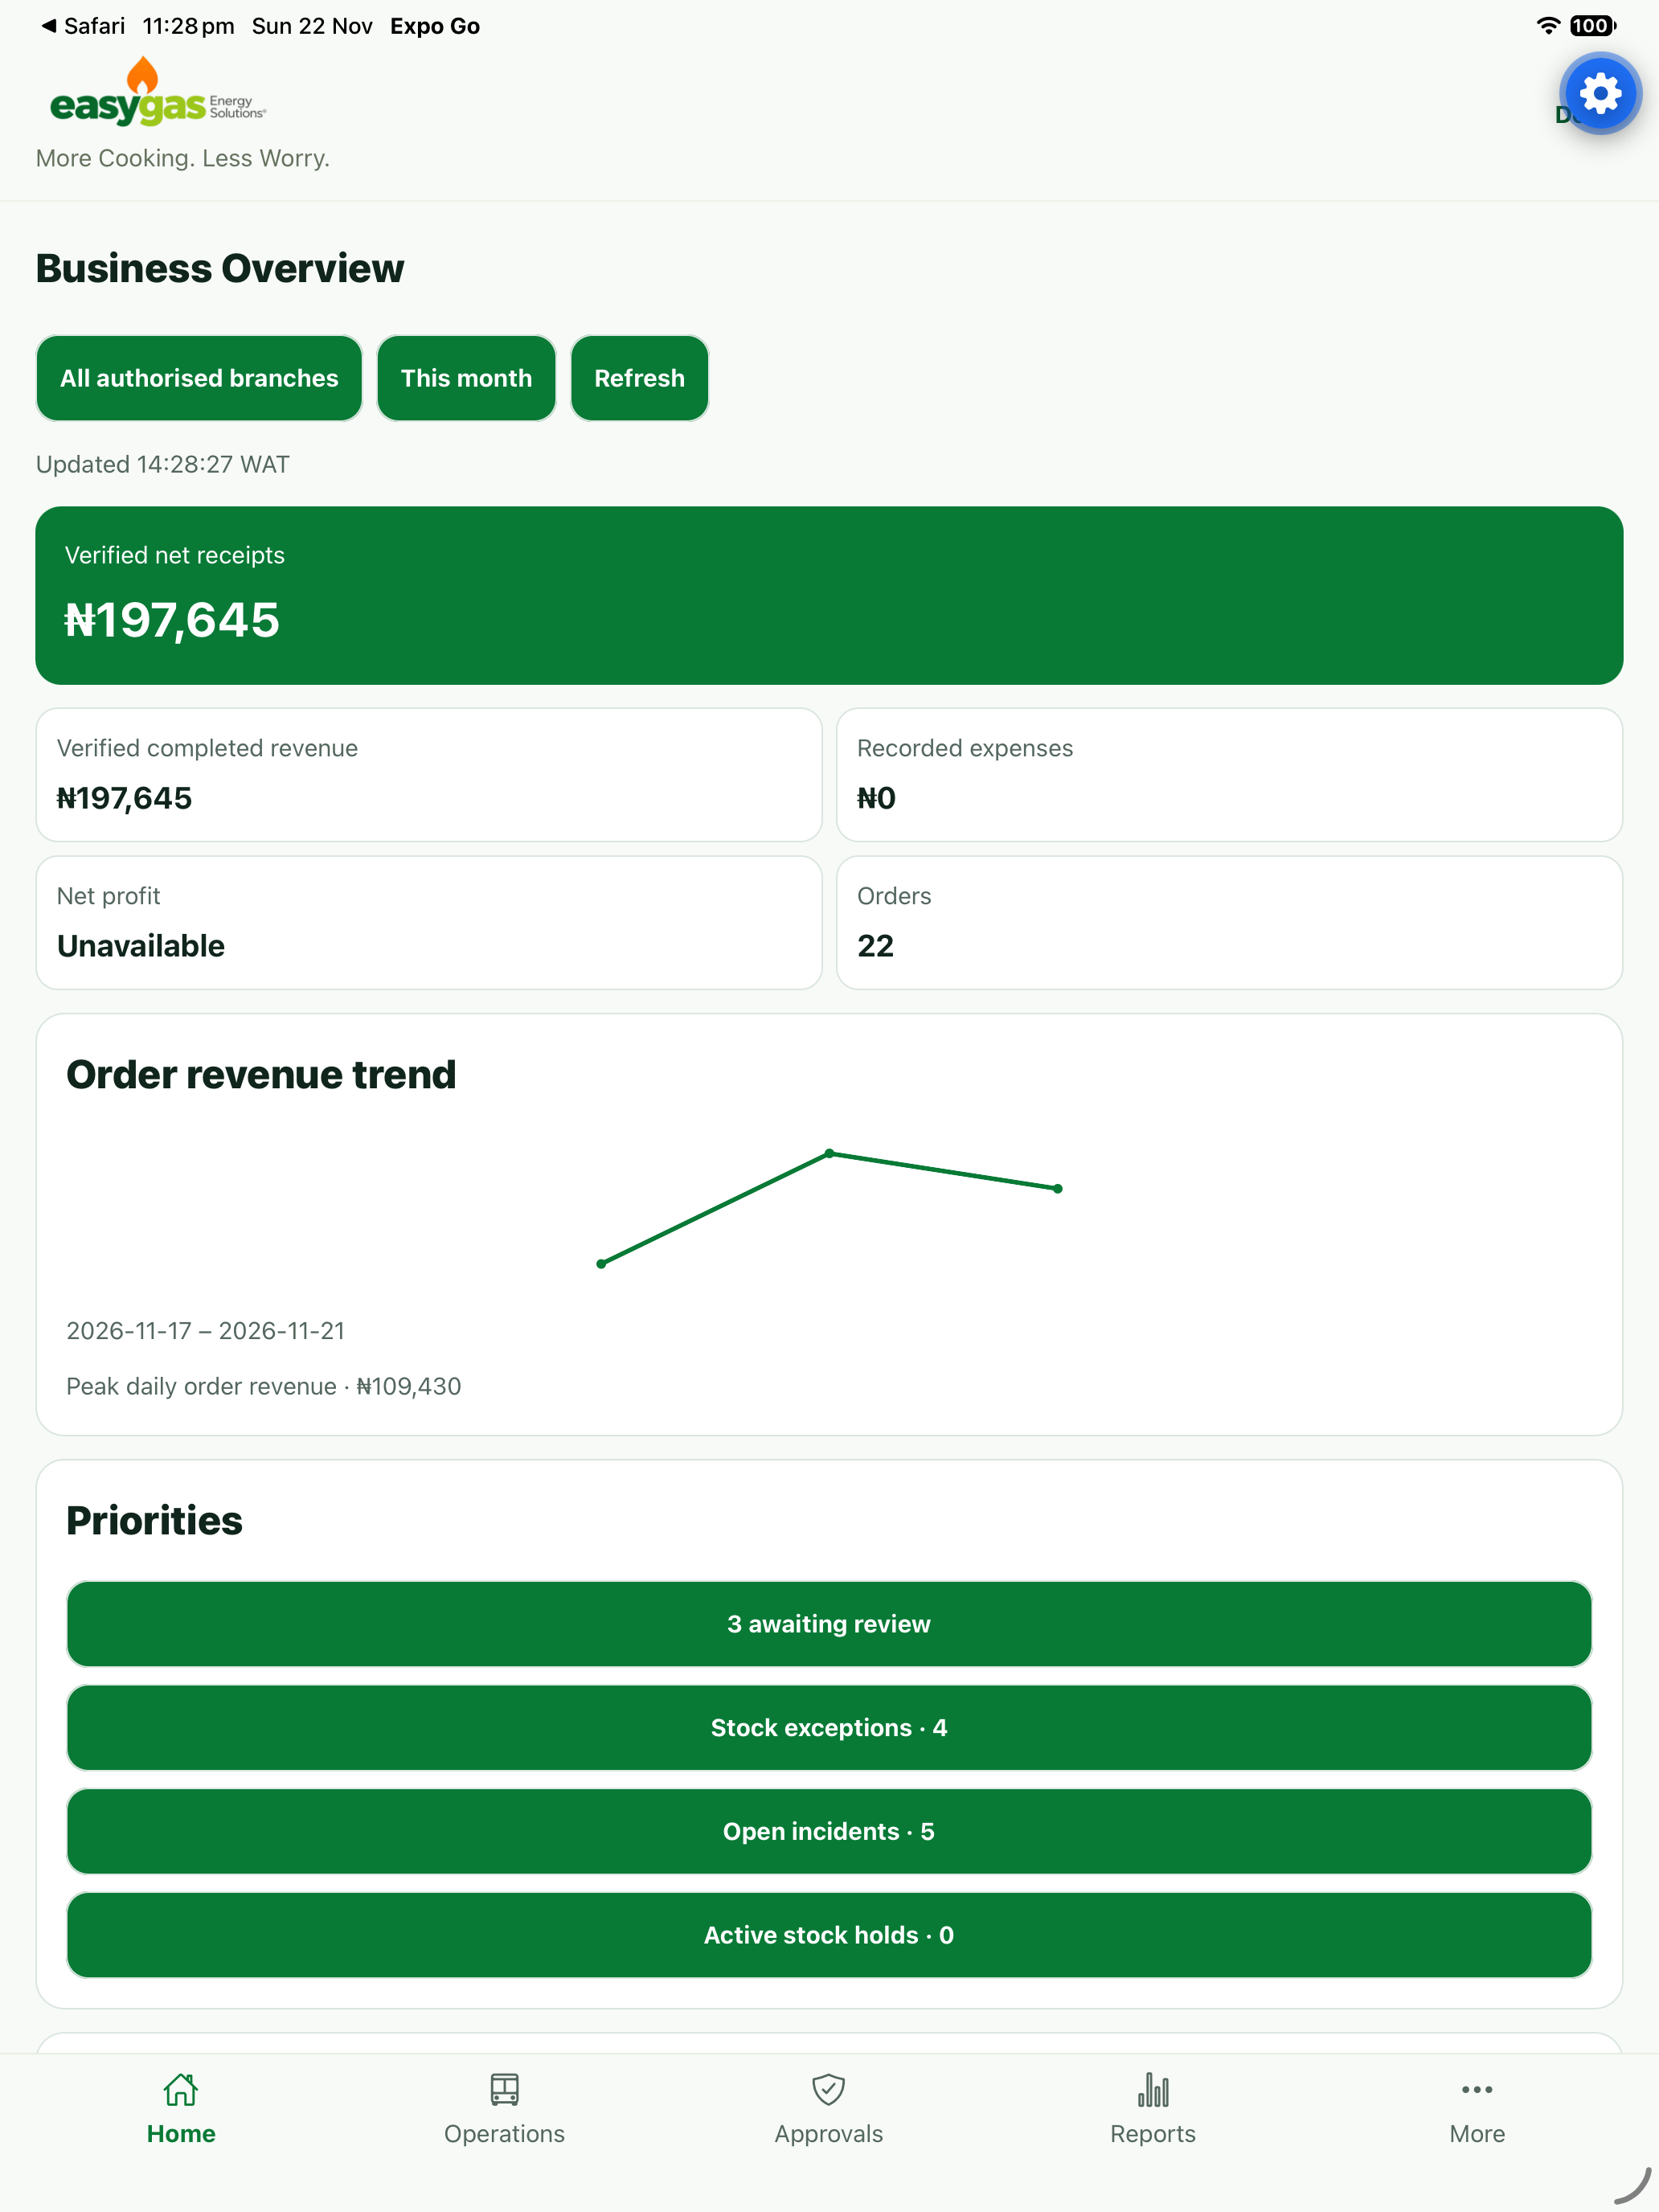 Safari 11:28 pm Sun 22 Nov Expo Go 100
easygas Energy Solutions®
More Cooking. Less Worry.
Business Overview
All authorised branches This month Refresh
Updated 14:28:27 WAT
Verified net receipts
₦197,645
Verified completed revenue
₦197,645
Recorded expenses
₦0
Net profit
Unavailable
Orders
22
Order revenue trend
2026-11-17 – 2026-11-21
Peak daily order revenue · ₦109,430
Priorities
3 awaiting review
Stock exceptions · 4
Open incidents · 5
Active stock holds · 0
Home Operations Approvals Reports More